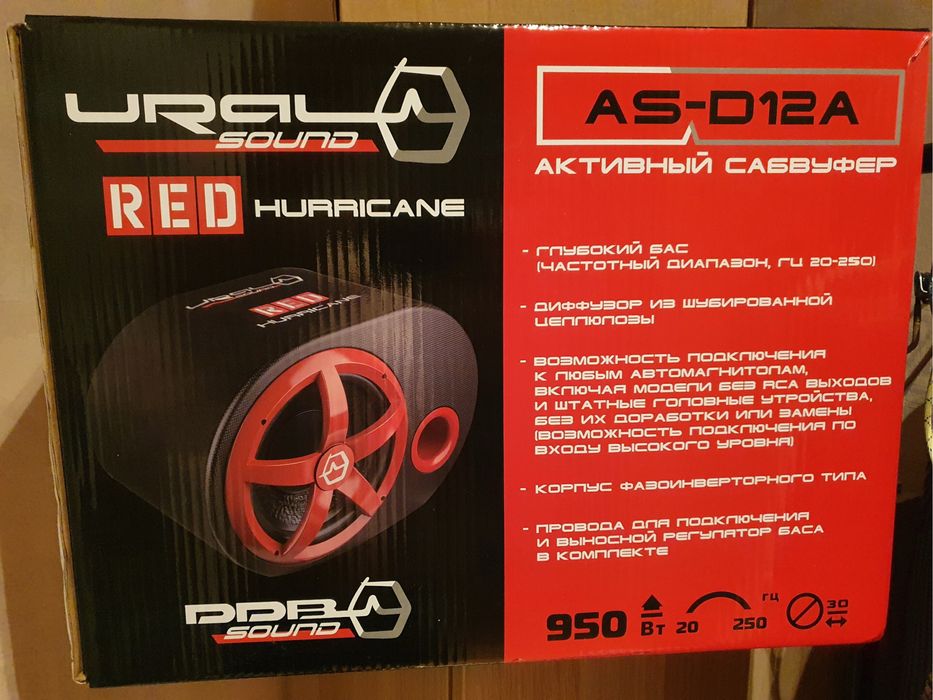 URAL
SOUND
RED HURRICANE
URAL
SOUND
RED
HURRICANE
DDB
SOUND
AS-D12A
АКТИВНЫЙ САБВУФЕР
- ГЛУБОКИЙ БАС
(ЧАСТОТНЫЙ ДИАПАЗОН, ГЦ 20-250)
- ДИФФУЗОР ИЗ ШУБИРОВАННОЙ
ЦЕЛЛЮЛОЗЫ
- ВОЗМОЖНОСТЬ ПОДКЛЮЧЕНИЯ
К ЛЮБЫМ АВТОМАГНИТОЛАМ,
ВКЛЮЧАЯ МОДЕЛИ БЕЗ RCA ВЫХОДОВ
И ШТАТНЫЕ ГОЛОВНЫЕ УТРОЙСТВА,
БЕЗ ИХ ДОРАБОТКИ ИЛИ ЗАМЕНЫ
(ВОЗМОЖНОСТЬ ПОДКЛЮЧЕНИЯ ПО
ВХОДУ ВЫСОКОГО УРОВНЯ)
- КОРПУС ФАЗОИНВЕРТОРНОГО ТИПА
- ПРОВОДА ДЛЯ ПОДКЛЮЧЕНИЯ
И ВЫНОСНОЙ РЕГУЛЯТОР БАСА
В КОМПЛЕКТЕ
950 Вт 20 250 ГЦ 30